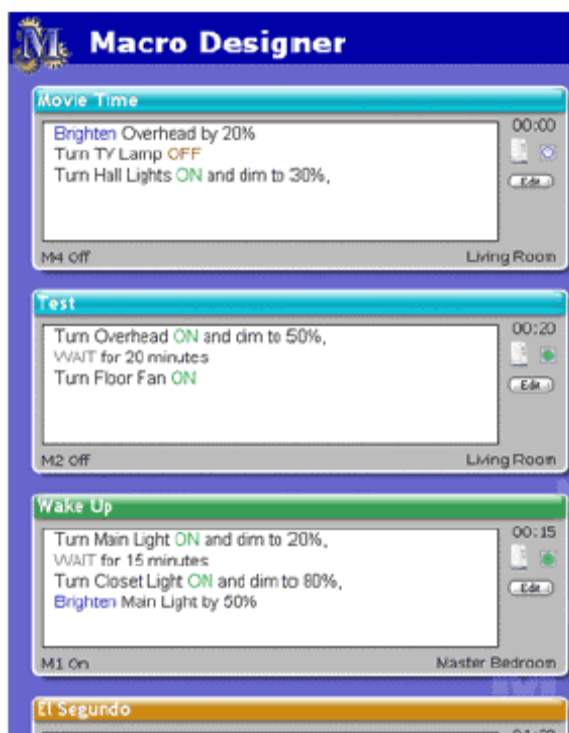 M
Macro Designer
Movie Time
Brighten Overhead by 20%
Turn TV Lamp OFF
Turn Hall Lights ON and dim to 30%,
00:00
Edit
M4 Off
Living Room
Test
Turn Overhead ON and dim to 50%,
WAIT for 20 minutes
Turn Floor Fan ON
00:20
Edit
M2 Off
Living Room
Wake Up
Turn Main Light ON and dim to 20%,
WAIT for 15 minutes
Turn Closet Light ON and dim to 80%,
Brighten Main Light by 50%
00:15
Edit
M1 On
Master Bedroom
El Segundo